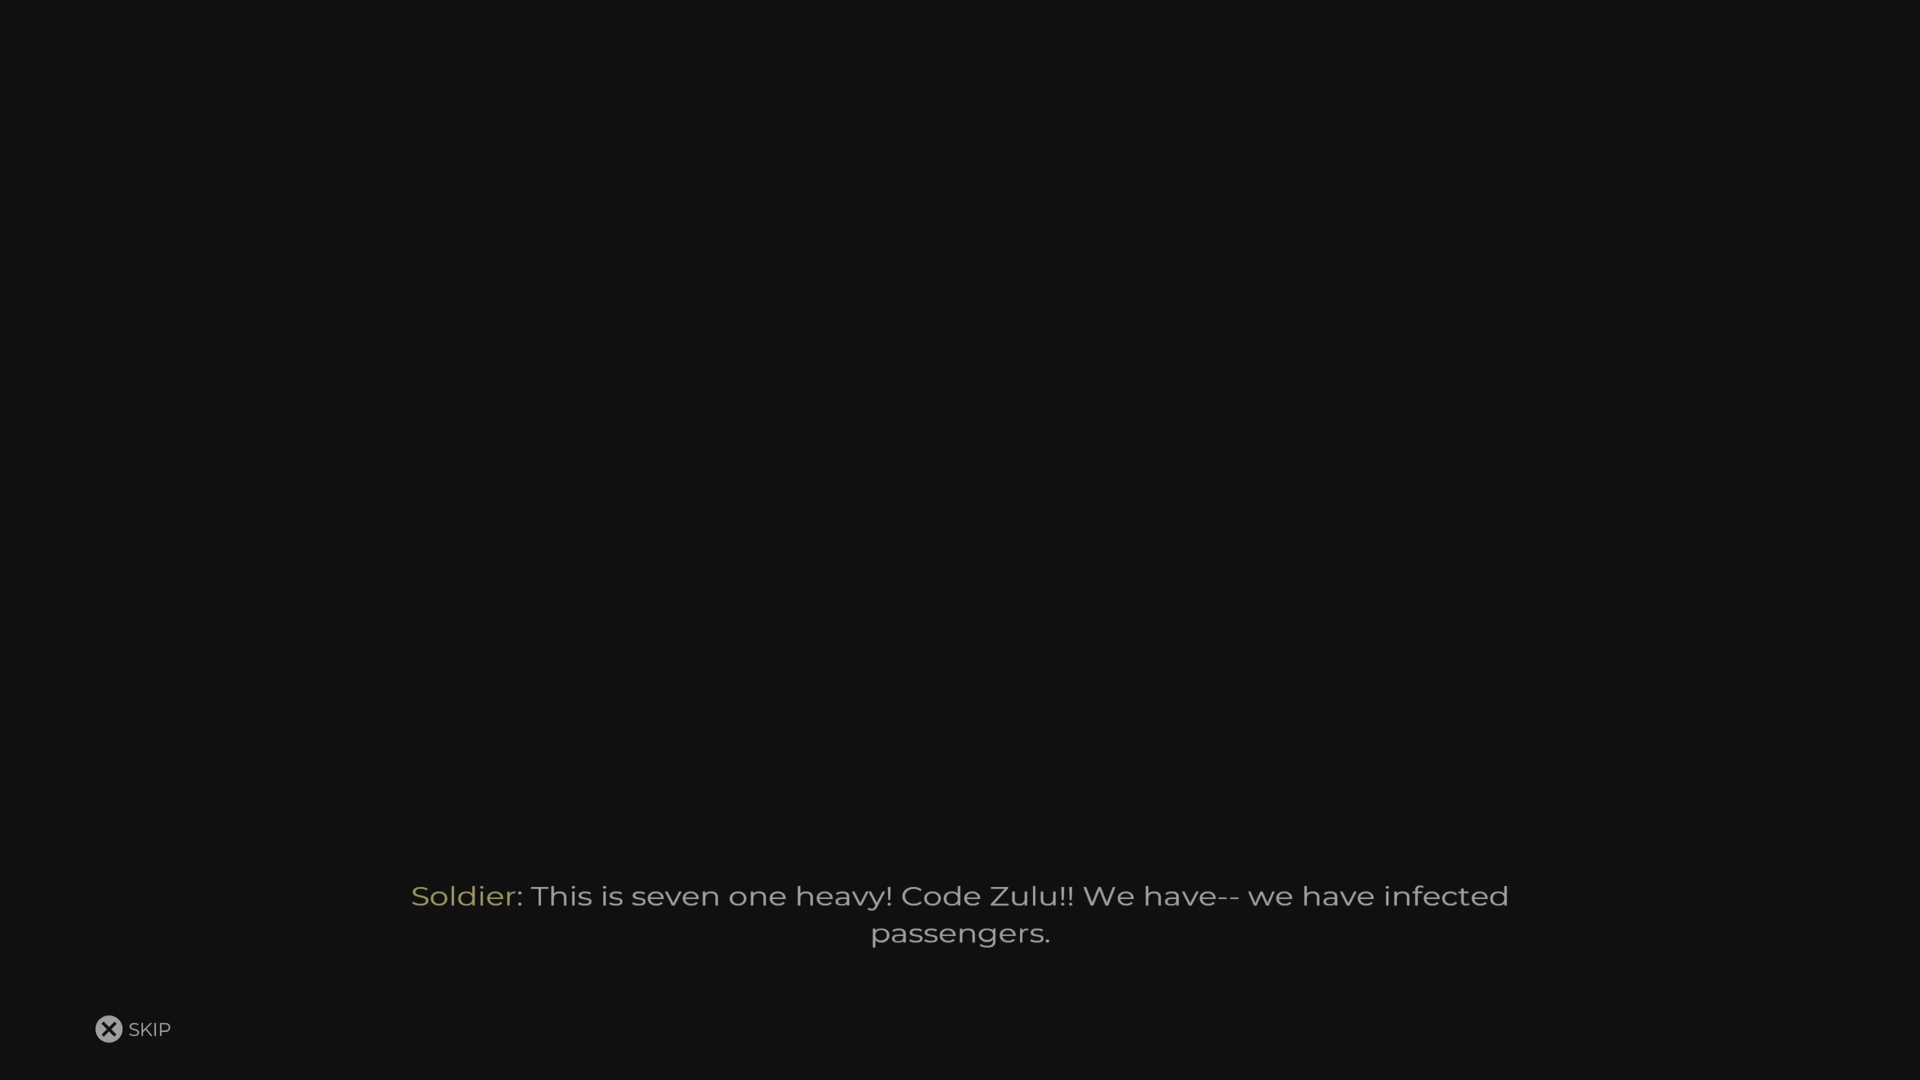 Soldier: This is seven one heavy! Code Zulu!! We have-- we have infected
passengers.
SKIP